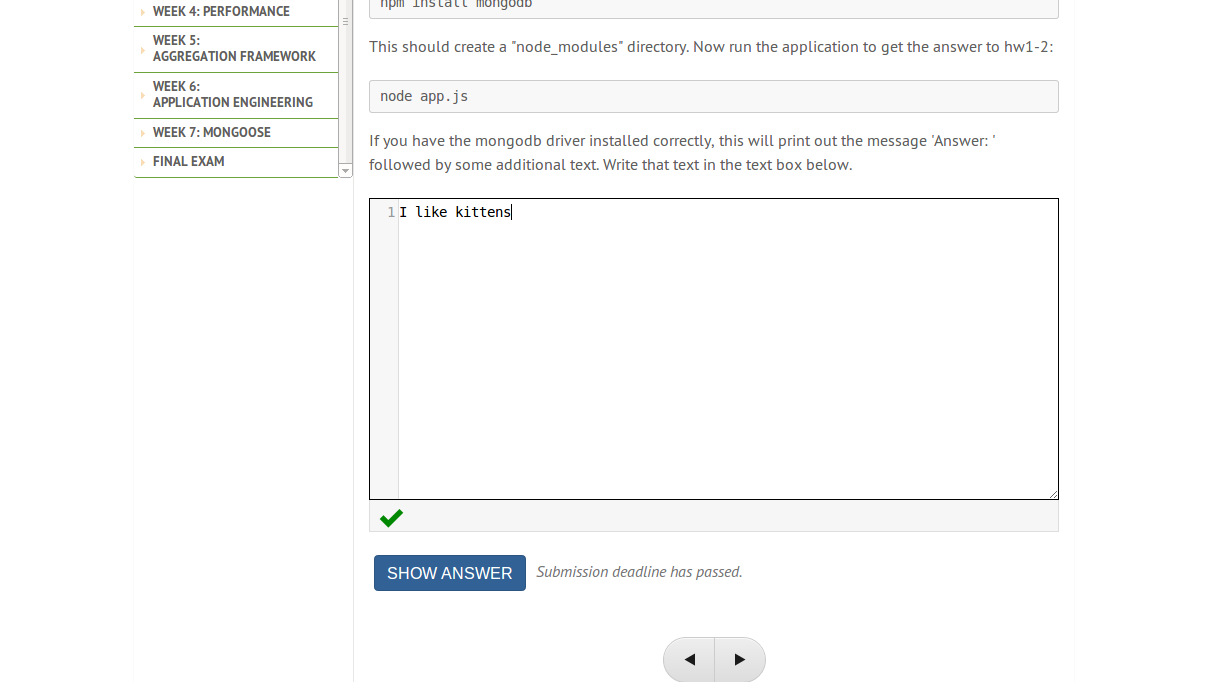 WEEK 4: PERFORMANCE
WEEK 5:
AGGREGATION FRAMEWORK
WEEK 6:
APPLICATION ENGINEERING
WEEK 7: MONGOOSE
FINAL EXAM
npm install mongodb
This should create a "node_modules" directory. Now run the application to get the answer to hw1-2:
node app.js
If you have the mongodb driver installed correctly, this will print out the message 'Answer: '
followed by some additional text. Write that text in the text box below.
1 I like kittens
SHOW ANSWER Submission deadline has passed.